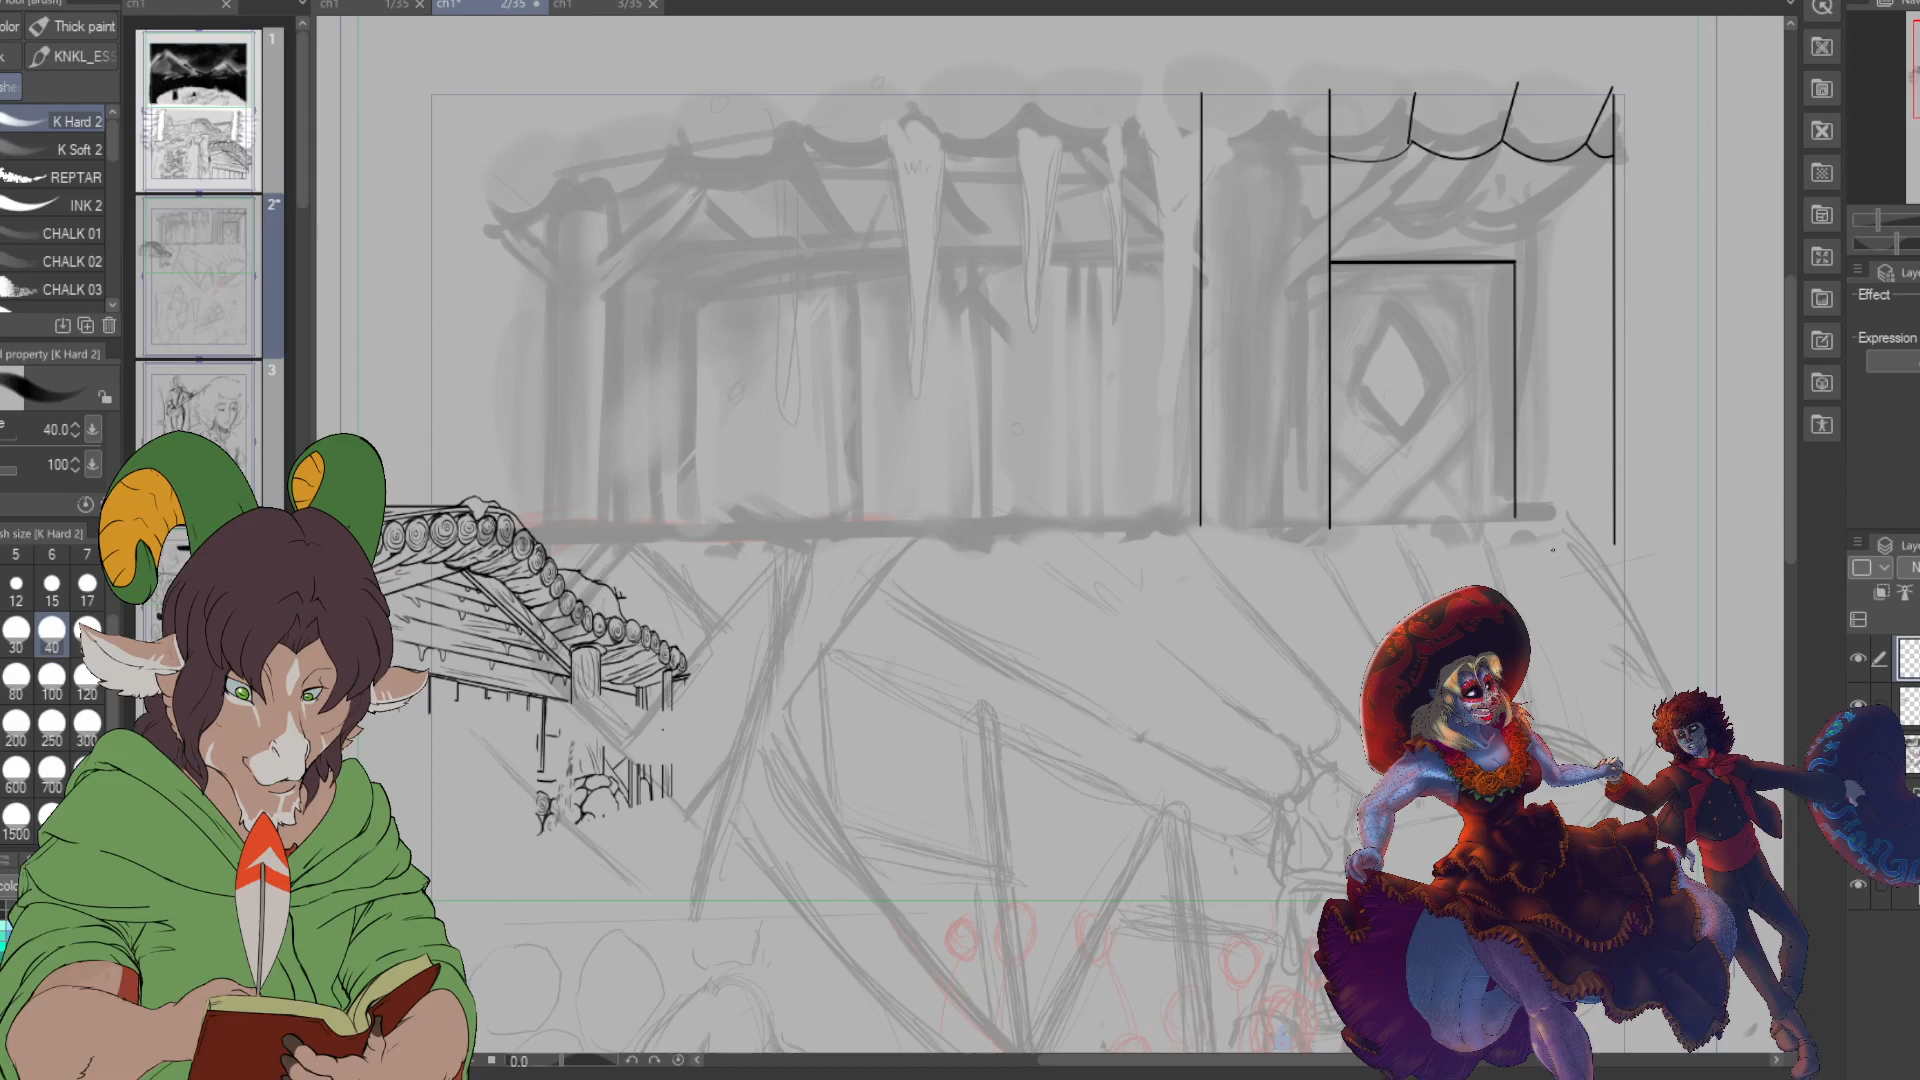 ch1
ch1 1/35
ch1* 2/35
ch1 3/35
Thick paint
KNKL_ESS
K Hard 2
K Soft 2
REPTAR
INK 2
CHALK 01
CHALK 02
CHALK 03
property [K Hard 2]
40.0
100
size [K Hard 2]
5 6 7
12 15 17
30 40
80 100 120
200 250 300
600 700
1500
1
2*
3
0.0
Effect
Expression